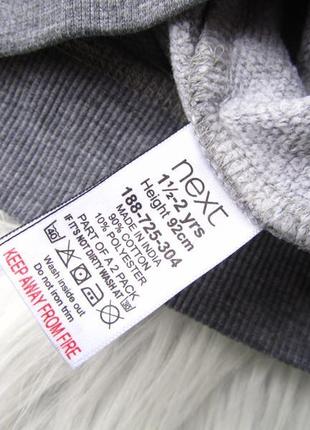 next
1½-2 yrs
Height 92cm
188-725-304
MADE IN INDIA
90% COTTON
10% POLYESTER
PART OF A 2 PACK
IF IT'S NOT DIRTY WASH AT 30
40
Wash inside out
Do not iron trim
KEEP AWAY FROM FIRE